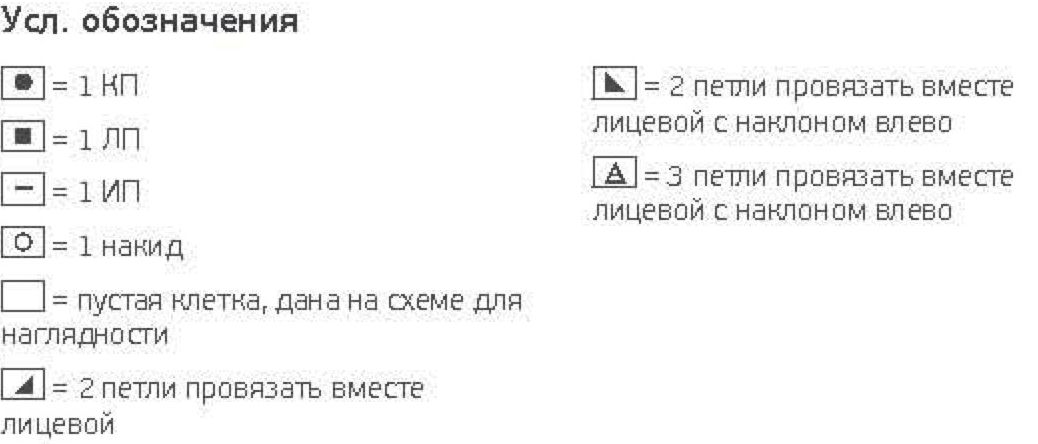 Усл. обозначения
= 1 КП
= 1 ЛП
= 1 ИП
= 1 накид
= пустая клетка, дана на схеме для
наглядности
= 2 петли провязать вместе
лицевой
= 2 петли провязать вместе
лицевой с наклоном влево
= 3 петли провязать вместе
лицевой с наклоном влево